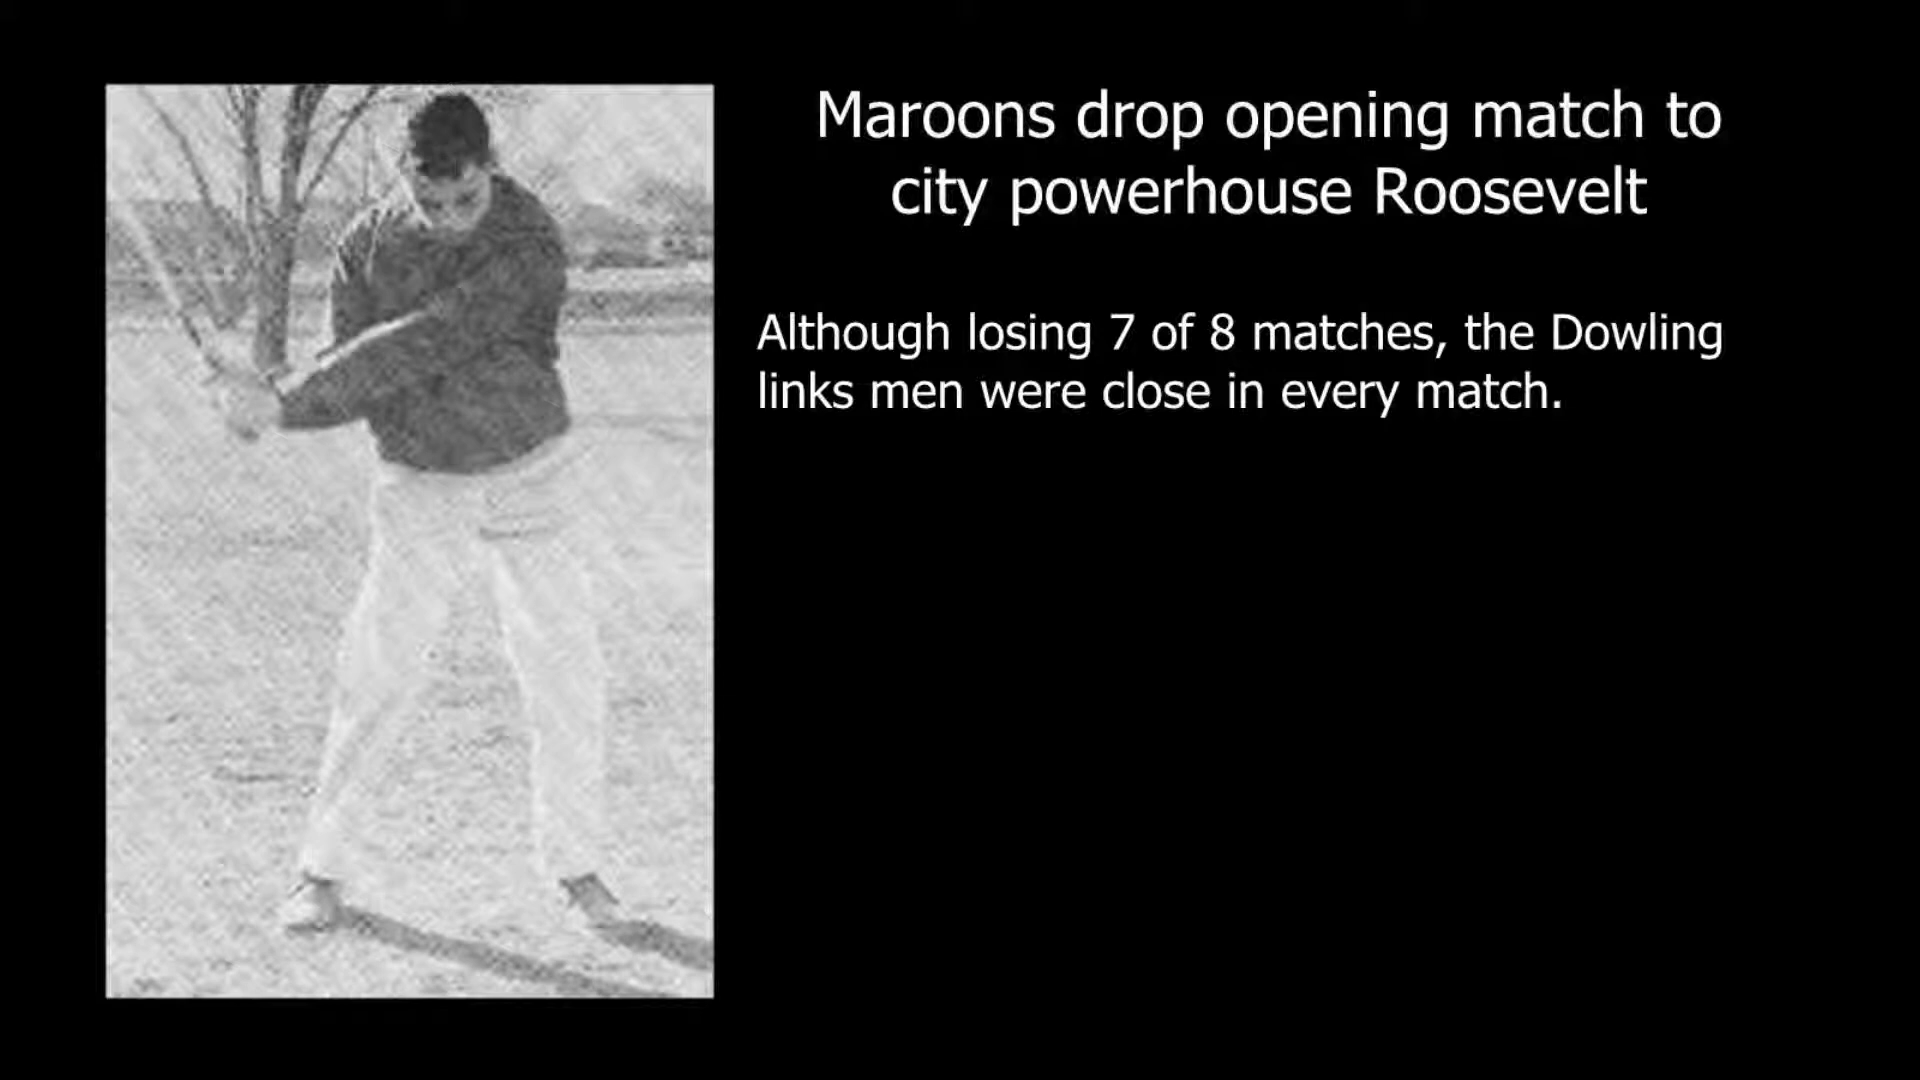 Maroons drop opening match to
city powerhouse Roosevelt
Although losing 7 of 8 matches, the Dowling
links men were close in every match.